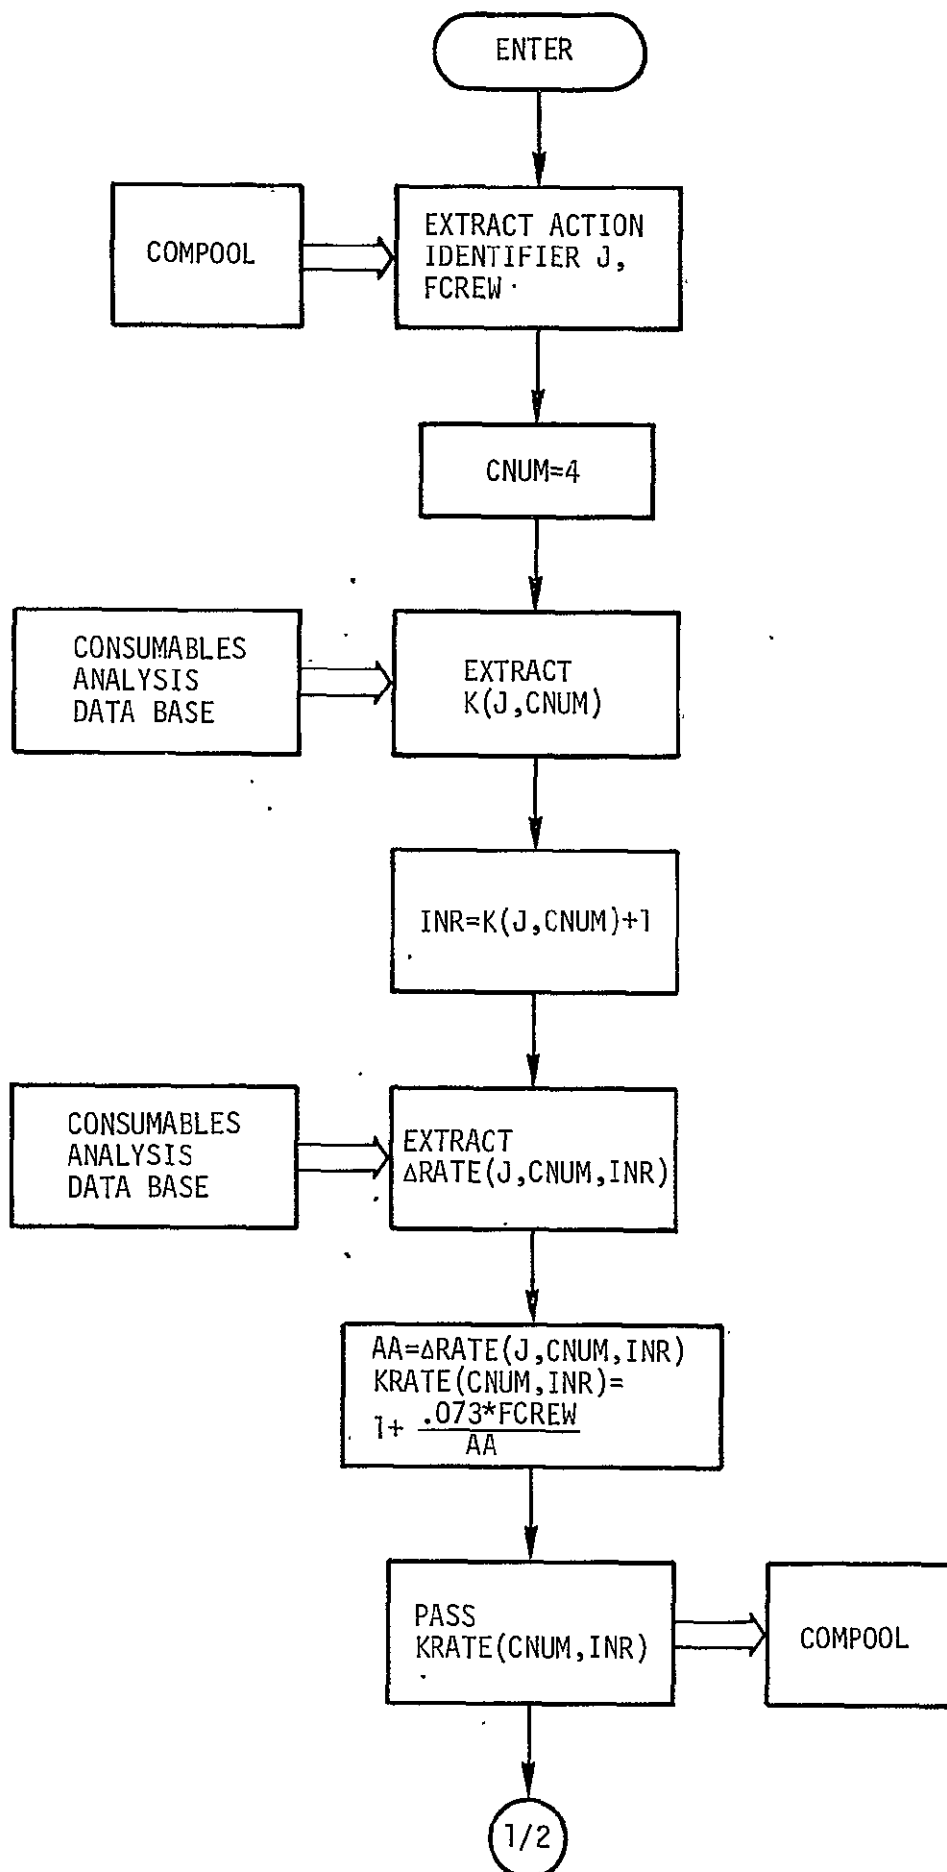 ENTER
COMPOOL
EXTRACT ACTION
IDENTIFIER J,
FCREW
CNUM=4
CONSUMABLES
ANALYSIS
DATA BASE
EXTRACT
K(J,CNUM)
INR=K(J,CNUM)+1
CONSUMABLES
ANALYSIS
DATA BASE
EXTRACT
ΔRATE(J,CNUM,INR)
AA=ΔRATE(J,CNUM,INR)
KRATE(CNUM,INR)=
1+ .073*FCREW
AA
PASS
KRATE(CNUM,INR)
COMPOOL
1/2